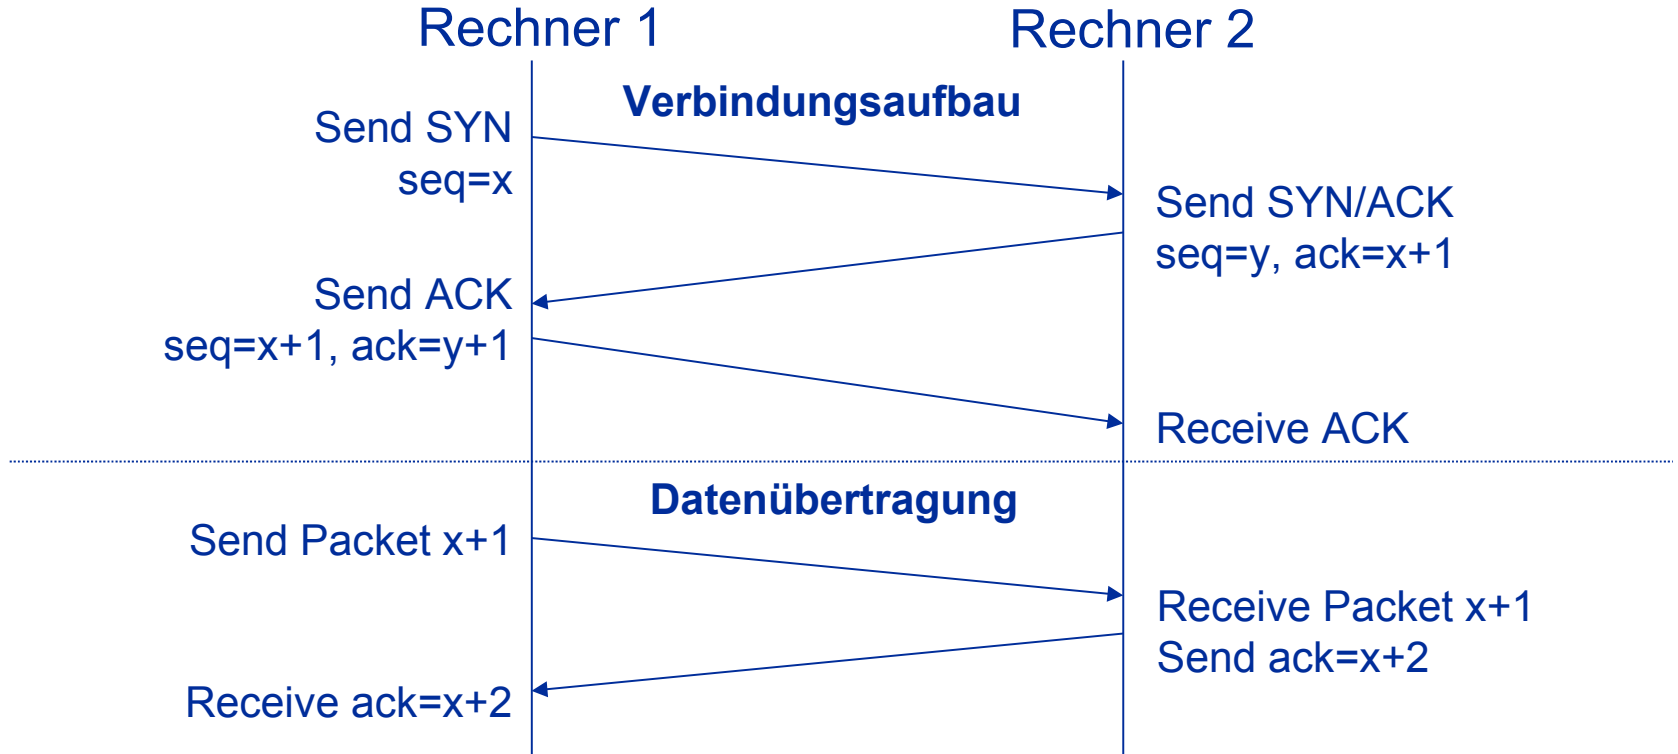 Rechner 1
Rechner 2
Verbindungsaufbau
Send SYN
seq=x
Send SYN/ACK
seq=y, ack=x+1
Send ACK
seq=x+1, ack=y+1
Receive ACK
Datenübertragung
Send Packet x+1
Receive Packet x+1
Send ack=x+2
Receive ack=x+2